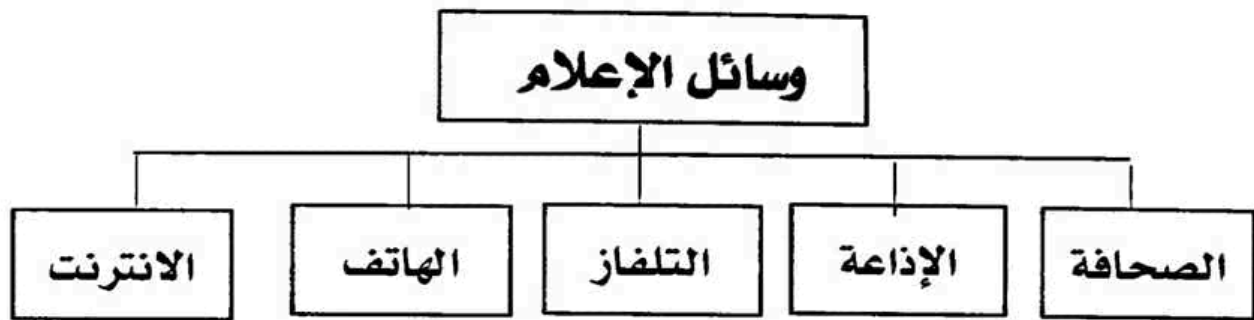 وسائل الإعلام
الصحافة
الإذاعة
التلفاز
الهاتف
الانترنت